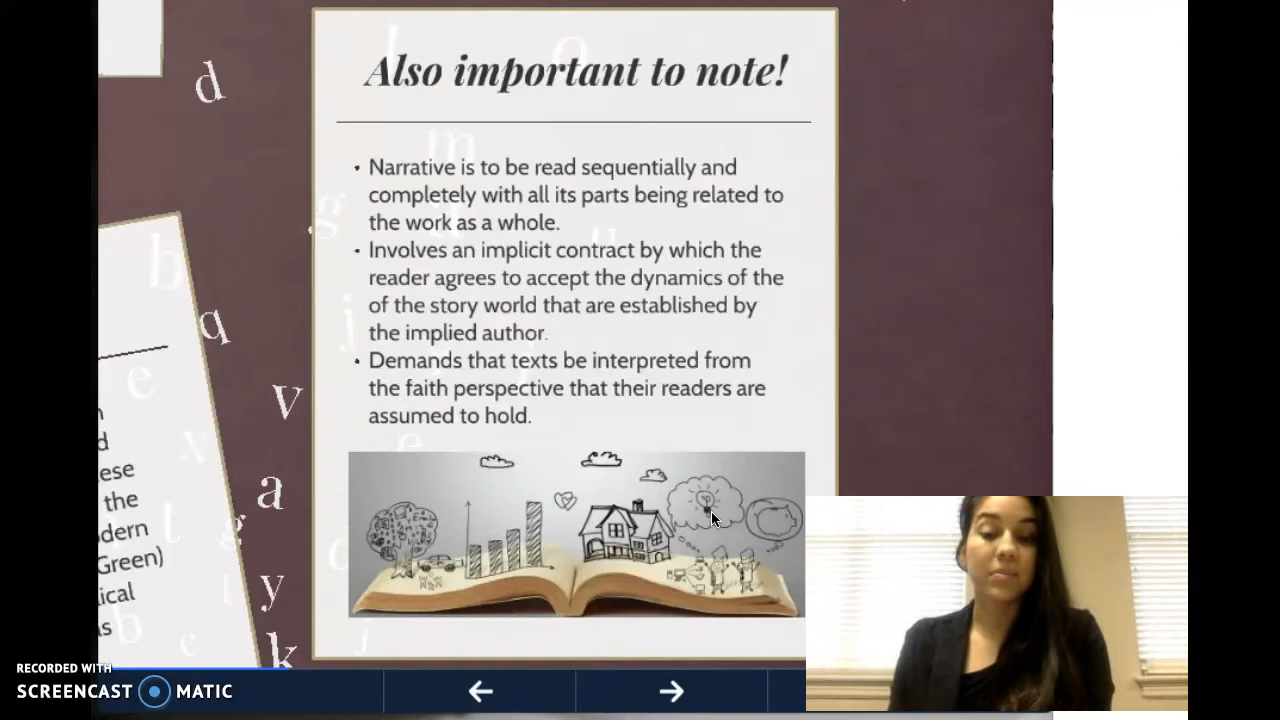 Also important to note!
• Narrative is to be read sequentially and
completely with all its parts being related to
the work as a whole.
• Involves an implicit contract by which the
reader agrees to accept the dynamics of the
of the story world that are established by
the implied author.
• Demands that texts be interpreted from
the faith perspective that their readers are
assumed to hold.
d
b
q
e
v
x
a
t
g
y
k
b
c
ese
the
dern
Green)
ical
RECORDED WITH
SCREENCAST MATIC